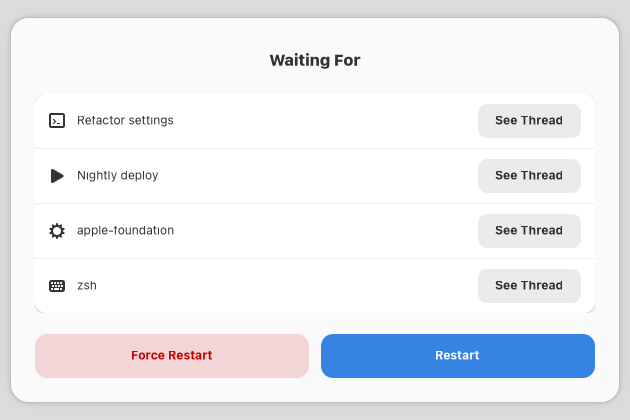 Waiting For
Refactor settings
See Thread
Nightly deploy
See Thread
apple-foundation
See Thread
zsh
See Thread
Force Restart
Restart